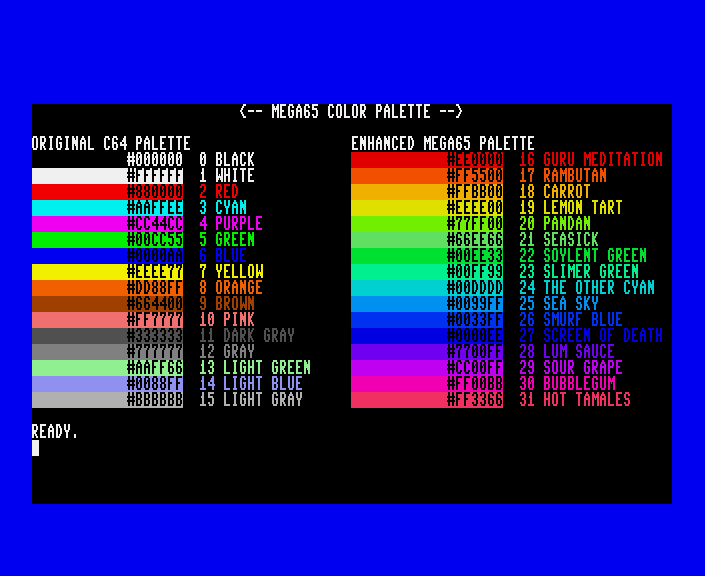 <-- MEGA65 COLOR PALETTE -->
ORIGINAL C64 PALETTE ENHANCED MEGA65 PALETTE
#000000 0 BLACK #EE0000 16 GURU MEDITATION
#FFFFFF 1 WHITE #FF5500 17 RAMBUTAN
#880000 2 RED #FFBB00 18 CARROT
#AAFFEE 3 CYAN #EEEE00 19 LEMON TART
#CC44CC 4 PURPLE #77FF00 20 PANDAN
#00CC55 5 GREEN #66EE66 21 SEASICK
#0000AA 6 BLUE #00EE33 22 SOYLENT GREEN
#EEEE77 7 YELLOW #00FF99 23 SLIMER GREEN
#DD88FF 8 ORANGE #00DDDD 24 THE OTHER CYAN
#664400 9 BROWN #0099FF 25 SEA SKY
#FF7777 10 PINK #0033FF 26 SMURF BLUE
#333333 11 DARK GRAY #0000EE 27 SCREEN OF DEATH
#777777 12 GRAY #7700FF 28 LUM SAUCE
#AAFF66 13 LIGHT GREEN #CC00FF 29 SOUR GRAPE
#0088FF 14 LIGHT BLUE #FF00BB 30 BUBBLEGUM
#BBBBBB 15 LIGHT GRAY #FF3366 31 HOT TAMALES
READY.